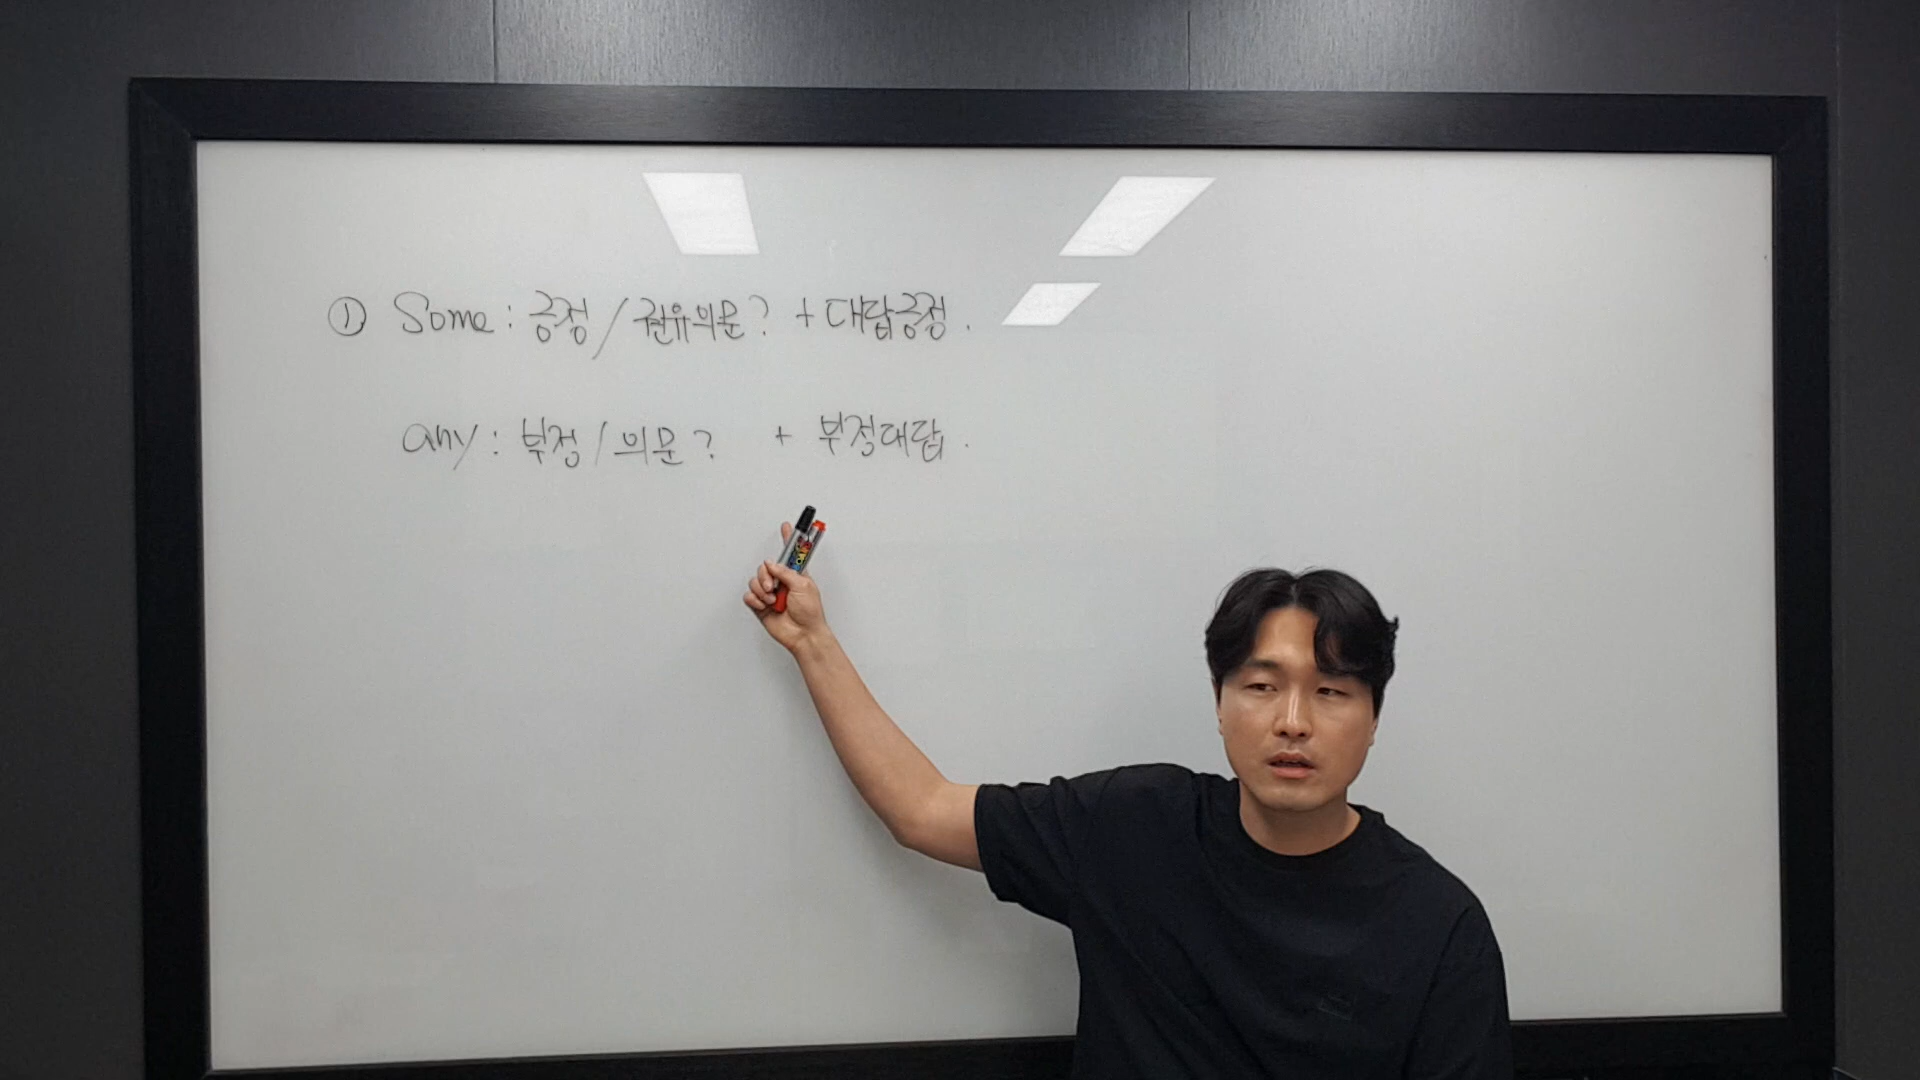 ① Some : 긍정 / 권유의문? + 대답긍정.
any : 부정 / 의문? + 부정대답.